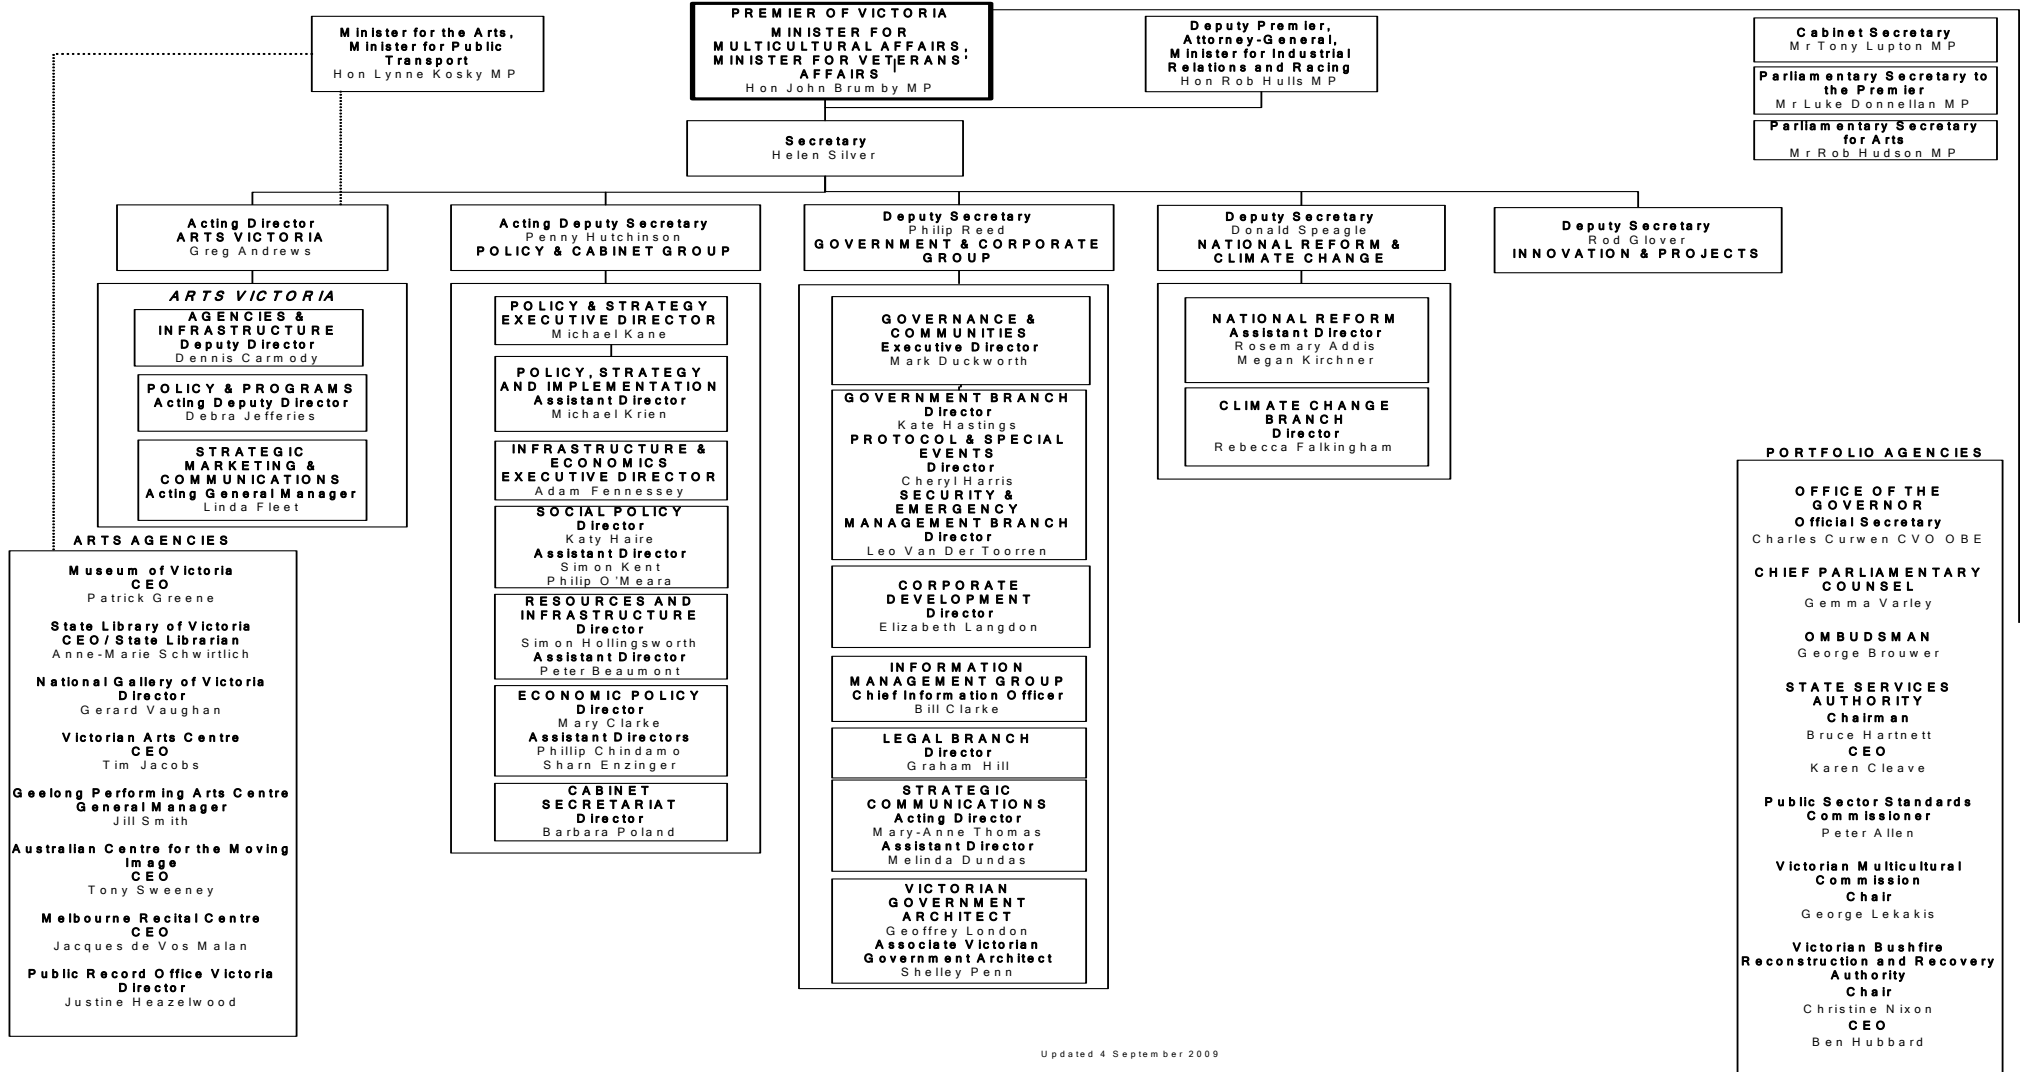 Minister for the Arts,
Minister for Public
Transport
Hon Lynne Kosky MP
PREMIER OF VICTORIA
MINISTER FOR
MULTICULTURAL AFFAIRS,
MINISTER FOR VETERANS'
AFFAIRS
Hon John Brumby MP
Deputy Premier,
Attorney-General,
Minister for Industrial
Relations and Racing
Hon Rob Hulls MP
Cabinet Secretary
Mr Tony Lupton MP
Parliamentary Secretary to
the Premier
Mr Luke Donnellan MP
Parliamentary Secretary
for Arts
Mr Rob Hudson MP
Secretary
Helen Silver
Acting Director
ARTS VICTORIA
Greg Andrews
Acting Deputy Secretary
Penny Hutchinson
POLICY & CABINET GROUP
Deputy Secretary
Philip Reed
GOVERNMENT & CORPORATE
GROUP
Deputy Secretary
Donald Speagle
NATIONAL REFORM &
CLIMATE CHANGE
Deputy Secretary
Rod Glover
INNOVATION & PROJECTS
ARTS VICTORIA
AGENCIES &
INFRASTRUCTURE
Deputy Director
Dennis Carmody
POLICY & PROGRAMS
Acting Deputy Director
Debra Jefferies
STRATEGIC
MARKETING &
COMMUNICATIONS
Acting General Manager
Linda Fleet
ARTS AGENCIES
Museum of Victoria
CEO
Patrick Greene
State Library of Victoria
CEO/State Librarian
Anne-Marie Schwirtlich
National Gallery of Victoria
Director
Gerard Vaughan
Victorian Arts Centre
CEO
Tim Jacobs
Geelong Performing Arts Centre
General Manager
Jill Smith
Australian Centre for the Moving
Image
CEO
Tony Sweeney
Melbourne Recital Centre
CEO
Jacques de Vos Malan
Public Record Office Victoria
Director
Justine Heazelwood
POLICY & STRATEGY
EXECUTIVE DIRECTOR
Michael Kane
POLICY, STRATEGY
AND IMPLEMENTATION
Assistant Director
Michael Krien
INFRASTRUCTURE &
ECONOMICS
EXECUTIVE DIRECTOR
Adam Fennessey
SOCIAL POLICY
Director
Katy Haire
Assistant Director
Simon Kent
Philip O'Meara
RESOURCES AND
INFRASTRUCTURE
Director
Simon Hollingsworth
Assistant Director
Peter Beaumont
ECONOMIC POLICY
Director
Mary Clarke
Assistant Directors
Phillip Chindamo
Sharn Enzinger
CABINET
SECRETARIAT
Director
Barbara Poland
GOVERNANCE &
COMMUNITIES
Executive Director
Mark Duckworth
GOVERNMENT BRANCH
Director
Kate Hastings
PROTOCOL & SPECIAL
EVENTS
Director
Cheryl Harris
SECURITY &
EMERGENCY
MANAGEMENT BRANCH
Director
Leo Van Der Toorren
CORPORATE
DEVELOPMENT
Director
Elizabeth Langdon
INFORMATION
MANAGEMENT GROUP
Chief Information Officer
Bill Clarke
LEGAL BRANCH
Director
Graham Hill
STRATEGIC
COMMUNICATIONS
Acting Director
Mary-Anne Thomas
Assistant Director
Melinda Dundas
VICTORIAN
GOVERNMENT
ARCHITECT
Geoffrey London
Associate Victorian
Government Architect
Shelley Penn
NATIONAL REFORM
Assistant Director
Rosemary Addis
Megan Kirchner
CLIMATE CHANGE
BRANCH
Director
Rebecca Falkingham
PORTFOLIO AGENCIES
OFFICE OF THE
GOVERNOR
Official Secretary
Charles Curwen CVO OBE
CHIEF PARLIAMENTARY
COUNSEL
Gemma Varley
OMBUDSMAN
George Brouwer
STATE SERVICES
AUTHORITY
Chairman
Bruce Hartnett
CEO
Karen Cleave
Public Sector Standards
Commissioner
Peter Allen
Victorian Multicultural
Commission
Chair
George Lekakis
Victorian Bushfire
Reconstruction and Recovery
Authority
Chair
Christine Nixon
CEO
Ben Hubbard
Updated 4 September 2009